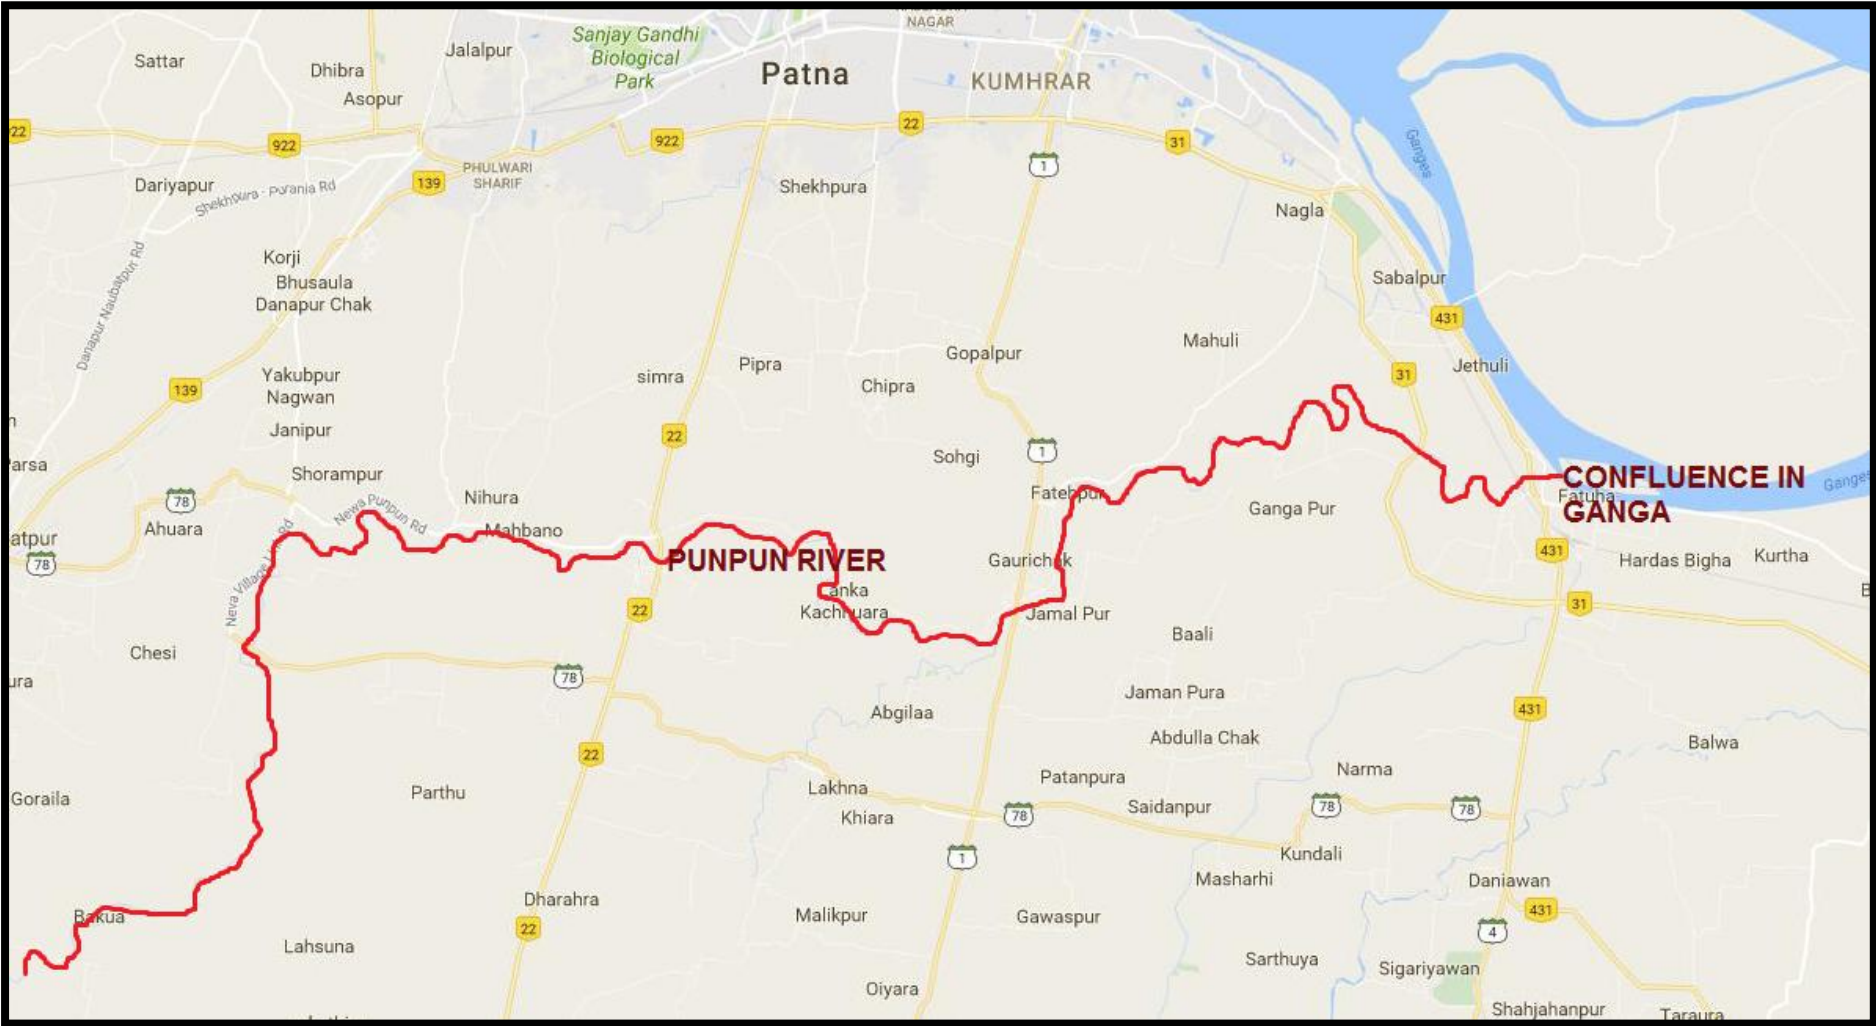 NAGAR
Sanjay Gandhi
Biological
Park
Jalalpur
Sattar
Dhibra
Asopur
Patna
KUMHRAR
22
922
922
22
31
1
139
PHULWARI
SHARIF
Dariyapur
Shekhpura - Purania Rd
Shekhpura
Ganges
Nagla
Danapur Naubatpur Rd
Korji
Bhusaula
Danapur Chak
Sabalpur
431
Mahuli
Gopalpur
Jethuli
31
Pipra
simra
Chipra
Yakubpur
Nagwan
139
Janipur
22
1
Sohgi
arsa
Shorampur
78
Nihura
Newa Punpun Rd
Fatehpur
CONFLUENCE IN
GANGA
Fatuha
Ganges
Ganga Pur
Ahuara
Mahbano
atpur
78
Neva Village Link Rd
PUNPUN RIVER
Gaurichak
431
Hardas Bigha
Kurtha
anka
Kachhuara
22
Jamal Pur
31
Baali
Chesi
78
ura
Jaman Pura
Abgilaa
431
Abdulla Chak
Balwa
22
Narma
Patanpura
Lakhna
Parthu
Goraila
Saidanpur
78
78
78
Khiara
1
Kundali
Masharhi
Daniawan
Dharahra
431
Malikpur
Gawaspur
Bakua
22
4
Lahsuna
Sarthuya
Sigariyawan
Oiyara
Shahjahanpur
Taraura